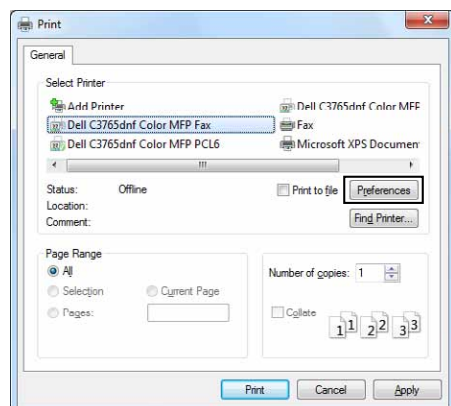 Print
General
Select Printer
Add Printer
Dell C3765dnf Color MFP Fax
Dell C3765dnf Color MFP PCL6
Dell C3765dnf Color MFF
Fax
Microsoft XPS Documen
Status: Offline
Print to file
Preferences
Location:
Comment:
Find Printer...
Page Range
All
Selection
Current Page
Pages:
Number of copies: 1
Collate
1 1 2 2 3 3
Print
Cancel
Apply